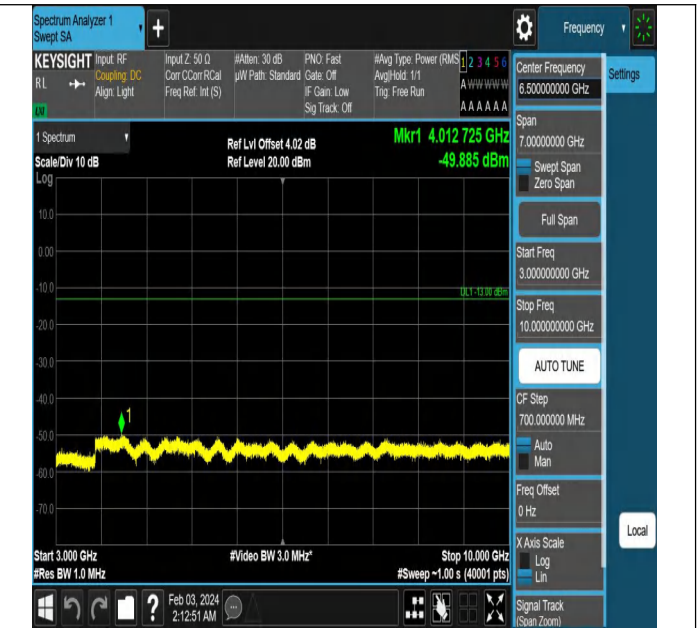 Spectrum Analyzer 1
Swept SA
+
Frequency
KEYSIGHT
RL
Input: RF
Coupling: DC
Align: Light
Input Z: 50 Ω
Corr CCorr RCal
Freq Ref: Int (S)
#Atten: 30 dB
µW Path: Standard
PNO: Fast
Gate: Off
IF Gain: Low
Sig Track: Off
#Avg Type: Power (RMS
Avg|Hold: 1/1
Trig: Free Run
1 2 3 4 5 6
A W W W W W
A A A A A A
1 Spectrum
Scale/Div 10 dB
Log
Ref Lvl Offset 4.02 dB
Ref Level 20.00 dBm
Mkr1 4.012 725 GHz
-49.885 dBm
10.0
0.00
-10.0
DL1 -13.00 dBm
-20.0
-30.0
-40.0
1
-50.0
-60.0
-70.0
Start 3.000 GHz
#Res BW 1.0 MHz
#Video BW 3.0 MHz*
Stop 10.000 GHz
#Sweep ~1.00 s (40001 pts)
?
Feb 03, 2024
2:12:51 AM
Center Frequency
6.50000000 GHz
Settings
Span
7.00000000 GHz
Swept Span
Zero Span
Full Span
Start Freq
3.000000000 GHz
Stop Freq
10.000000000 GHz
AUTO TUNE
CF Step
700.000000 MHz
Auto
Man
Freq Offset
0 Hz
X Axis Scale
Log
Lin
Local
Signal Track
(Span Zoom)